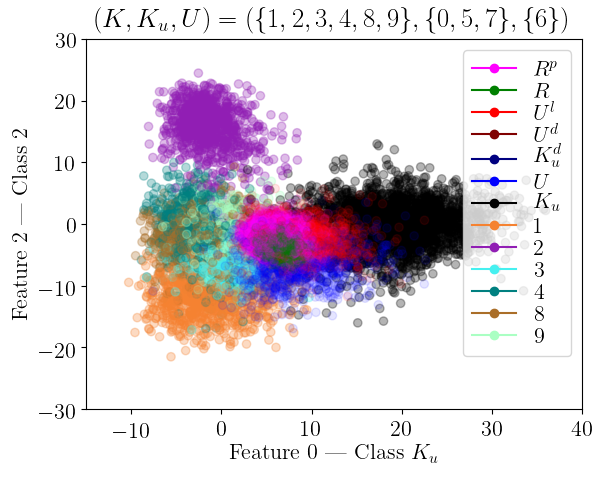 (K, K_u, U) = ({1, 2, 3, 4, 8, 9}, {0, 5, 7}, {6})
Feature 2 — Class 2
30
20
10
0
−10
−20
−30
−10
0
10
20
30
40
Feature 0 — Class K_u
R^p
R
U^l
U^d
K_u^d
U
K_u
1
2
3
4
8
9